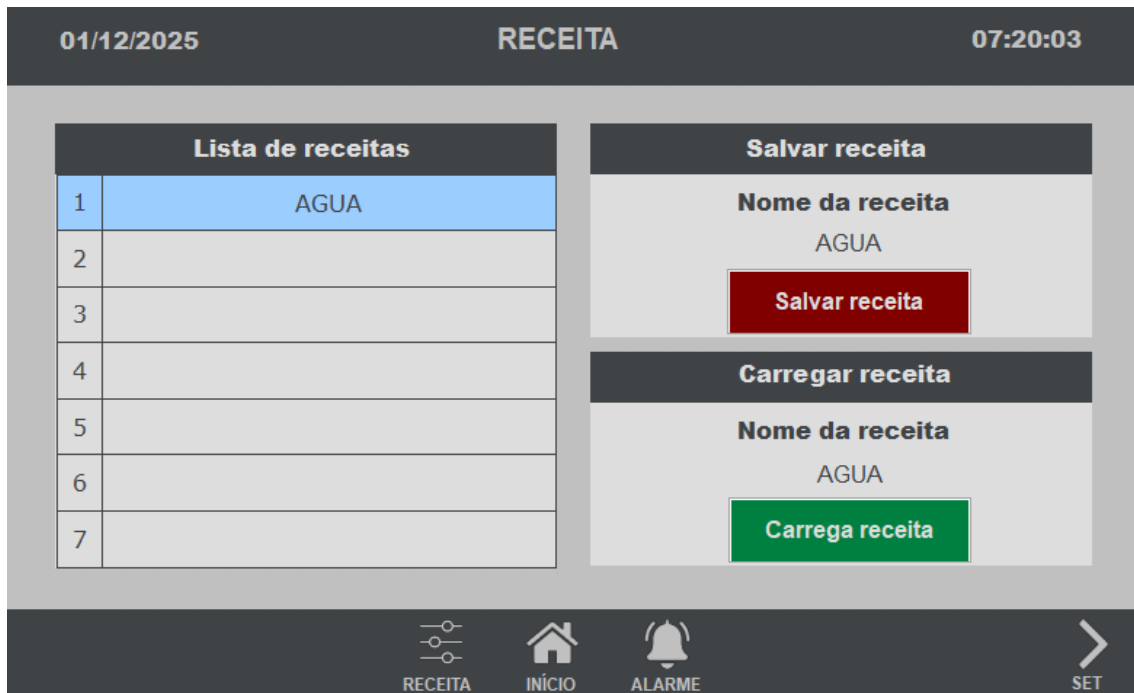 01/12/2025 RECEITA 07:20:03
Lista de receitas
1 AGUA
2
3
4
5
6
7
Salvar receita
Nome da receita
AGUA
Salvar receita
Carregar receita
Nome da receita
AGUA
Carrega receita
RECEITA INÍCIO ALARME SET